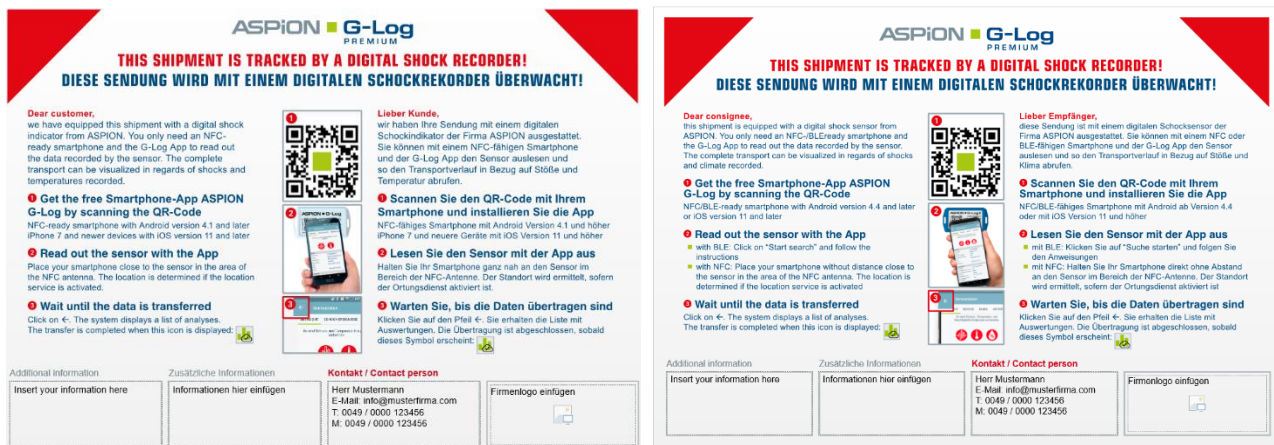 ASPION G-Log
PREMIUM
THIS SHIPMENT IS TRACKED BY A DIGITAL SHOCK RECORDER!
DIESE SENDUNG WIRD MIT EINEM DIGITALEN SCHOCKREKORDER ÜBERWACHT!
Dear customer,
we have equipped this shipment with a digital shock
indicator from ASPION. You only need an NFC-
ready smartphone and the G-Log App to read out
the data recorded by the sensor. The complete
transport can be visualized in regards of shocks and
temperatures recorded.
1 Get the free Smartphone-App ASPION
G-Log by scanning the QR-Code
NFC-ready smartphone with Android version 4.1 and later
iPhone 7 and newer devices with iOS version 11 and later
2 Read out the sensor with the App
Place your smartphone close to the sensor in the area of
the NFC antenna. The location is determined if the location
service is activated.
3 Wait until the data is transferred
Click on ←. The system displays a list of analyses.
The transfer is completed when this icon is displayed:
1
2
ASPION G-Log
3
Lieber Kunde,
wir haben Ihre Sendung mit einem digitalen
Schockindikator der Firma ASPION ausgestattet.
Sie können mit einem NFC-fähigen Smartphone
und der G-Log App den Sensor auslesen und
so den Transportverlauf in Bezug auf Stöße und
Temperatur abrufen.
1 Scannen Sie den QR-Code mit Ihrem
Smartphone und installieren Sie die App
NFC-fähiges Smartphone mit Android Version 4.1 und höher
iPhone 7 und neuere Geräte mit iOS Version 11 und höher
2 Lesen Sie den Sensor mit der App aus
Halten Sie Ihr Smartphone ganz nah an den Sensor im
Bereich der NFC-Antenne. Der Standort wird ermittelt, sofern
der Ortungsdienst aktiviert ist.
3 Warten Sie, bis die Daten übertragen sind
Klicken Sie auf den Pfeil ←. Sie erhalten die Liste mit
Auswertungen. Die Übertragung ist abgeschlossen, sobald
dieses Symbol erscheint:
Additional information
Insert your information here
Zusätzliche Informationen
Informationen hier einfügen
Kontakt / Contact person
Herr Mustermann
E-Mail: info@musterfirma.com
T: 0049 / 0000 123456
M: 0049 / 0000 123456
Firmenlogo einfügen
ASPION G-Log
PREMIUM
THIS SHIPMENT IS TRACKED BY A DIGITAL SHOCK RECORDER!
DIESE SENDUNG WIRD MIT EINEM DIGITALEN SCHOCKREKORDER ÜBERWACHT!
Dear consignee,
this shipment is equipped with a digital shock sensor from
ASPION. You only need an NFC-/BLEready smartphone and
the G-Log App to read out the data recorded by the sensor.
The complete transport can be visualized in regards of shocks
and climate recorded.
1 Get the free Smartphone-App ASPION
G-Log by scanning the QR-Code
NFC/BLE-ready smartphone with Android version 4.4 and later
or iOS version 11 and later
2 Read out the sensor with the App
with BLE: Click on “Start search” and follow the
instructions
with NFC: Place your smartphone without distance close to
the sensor in the area of the NFC antenna. The location is
determined if the location service is activated
3 Wait until the data is transferred
Click on ←. The system displays a list of analyses.
The transfer is completed when this icon is displayed:
1
2
ASPION G-Log
3
Lieber Empfänger,
diese Sendung ist mit einem digitalen Schocksensor der
Firma ASPION ausgestattet. Sie können mit einem NFC oder
BLE-fähigen Smartphone und der G-Log App den Sensor
auslesen und so den Transportverlauf in Bezug auf Stöße und
Klima abrufen.
1 Scannen Sie den QR-Code mit Ihrem
Smartphone und installieren Sie die App
NFC/BLE-fähiges Smartphone mit Android ab Version 4.4
oder mit iOS Version 11 und höher
2 Lesen Sie den Sensor mit der App aus
mit BLE: Klicken Sie auf “Suche starten” und folgen Sie
den Anweisungen
mit NFC: Halten Sie Ihr Smartphone direkt ohne Abstand
an den Sensor im Bereich der NFC-Antenne. Der Standort
wird ermittelt, sofern der Ortungsdienst aktiviert ist
3 Warten Sie, bis die Daten übertragen sind
Klicken Sie auf den Pfeil ←. Sie erhalten die Liste mit
Auswertungen. Die Übertragung ist abgeschlossen, sobald
dieses Symbol erscheint:
Additional information
Insert your information here
Zusätzliche Informationen
Informationen hier einfügen
Kontakt / Contact person
Herr Mustermann
E-Mail: info@musterfirma.com
T: 0049 / 0000 123456
M: 0049 / 0000 123456
Firmenlogo einfügen